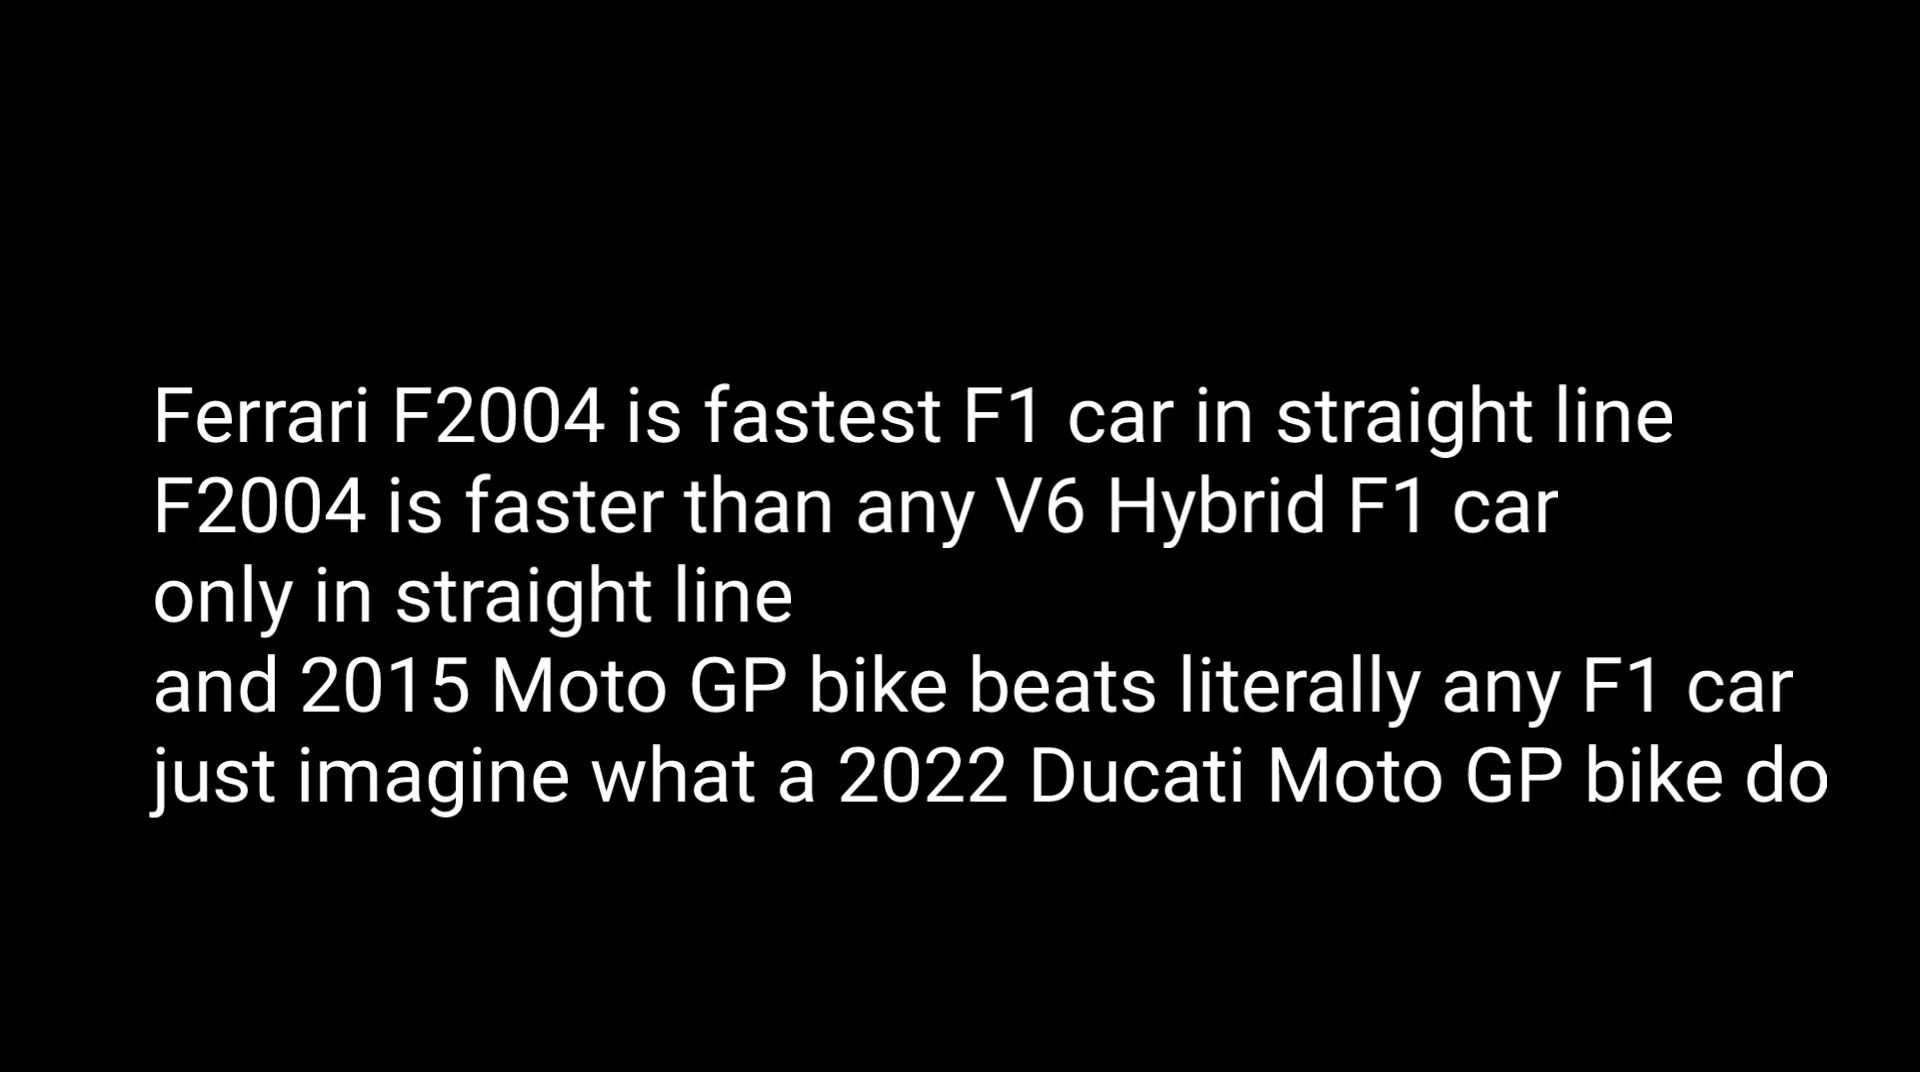 Ferrari F2004 is fastest F1 car in straight line
F2004 is faster than any V6 Hybrid F1 car
only in straight line
and 2015 Moto GP bike beats literally any F1 car
just imagine what a 2022 Ducati Moto GP bike do